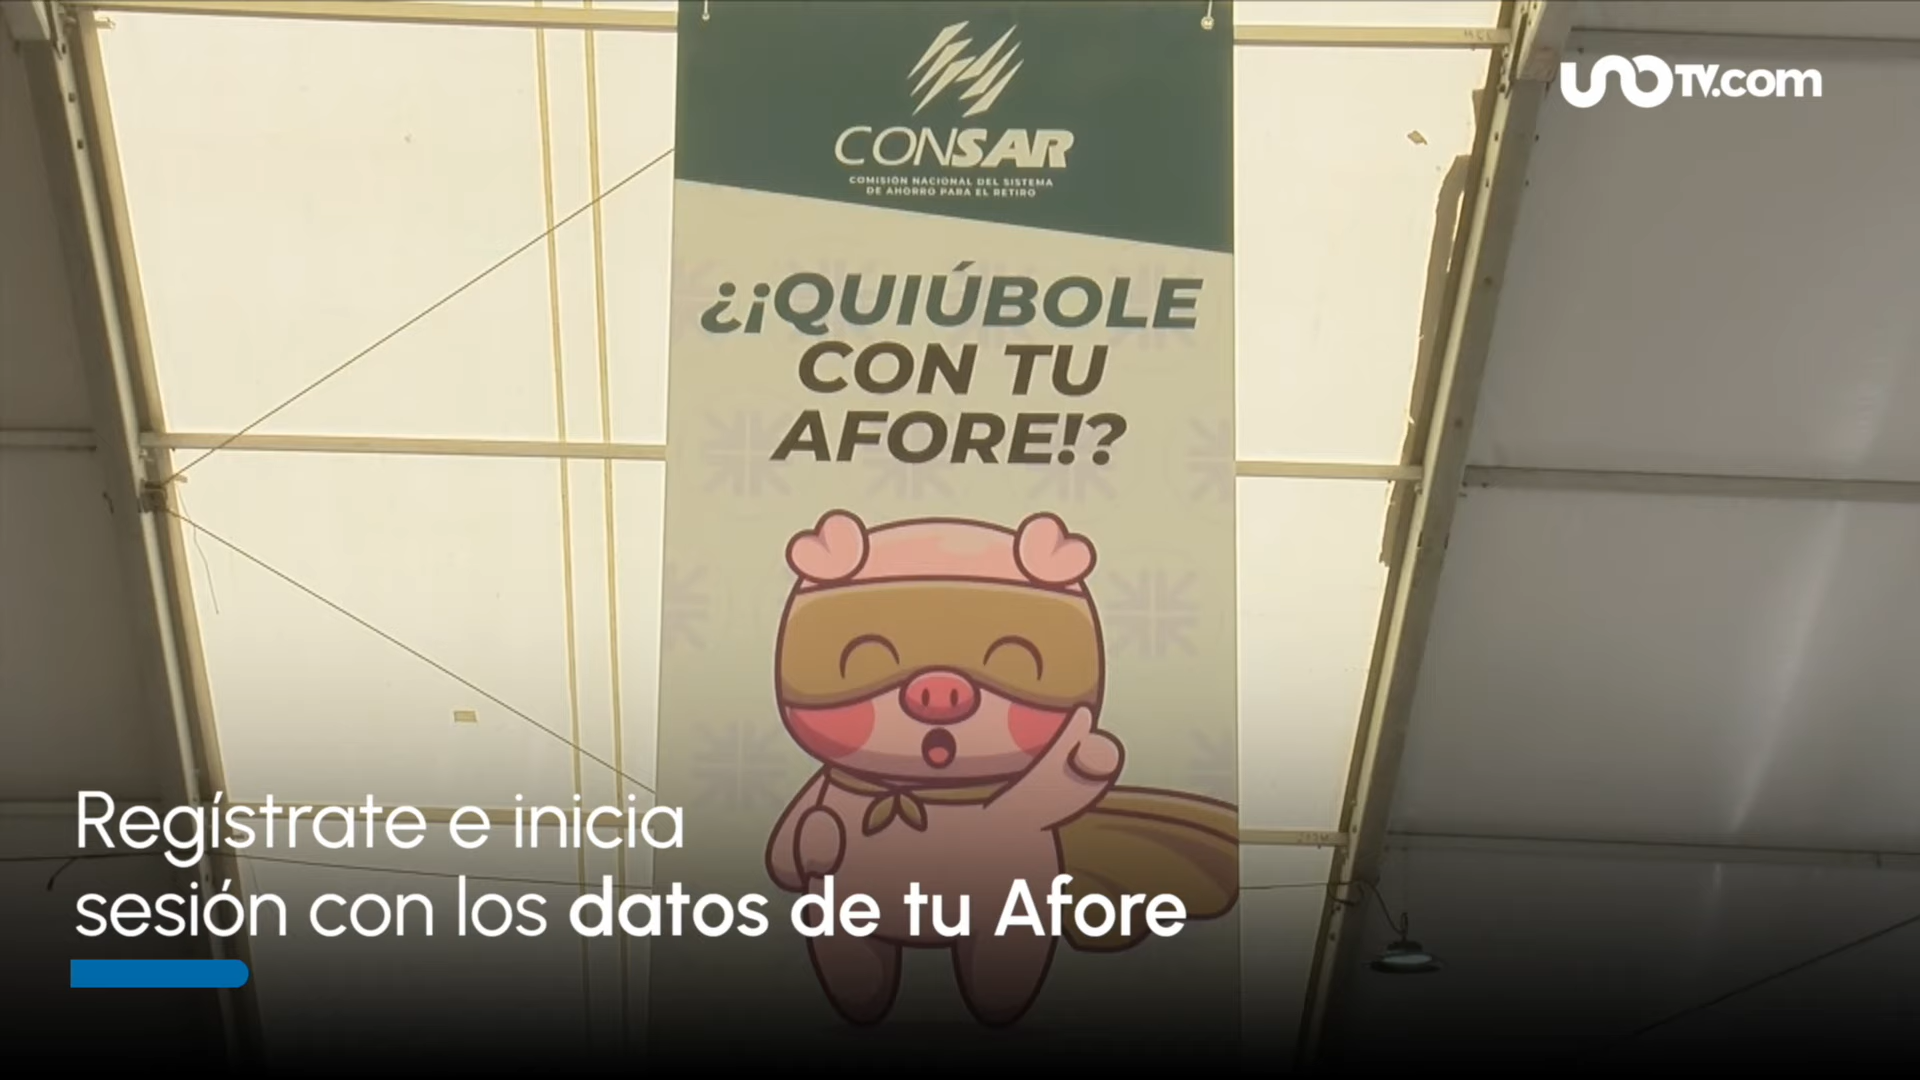 CONSAR
COMISIÓN NACIONAL DEL SISTEMA
DE AHORRO PARA EL RETIRO
UNOTV.com
¿¡QUIÚBOLE
CON TU
AFORE!?
Regístrate e inicia
sesión con los datos de tu Afore